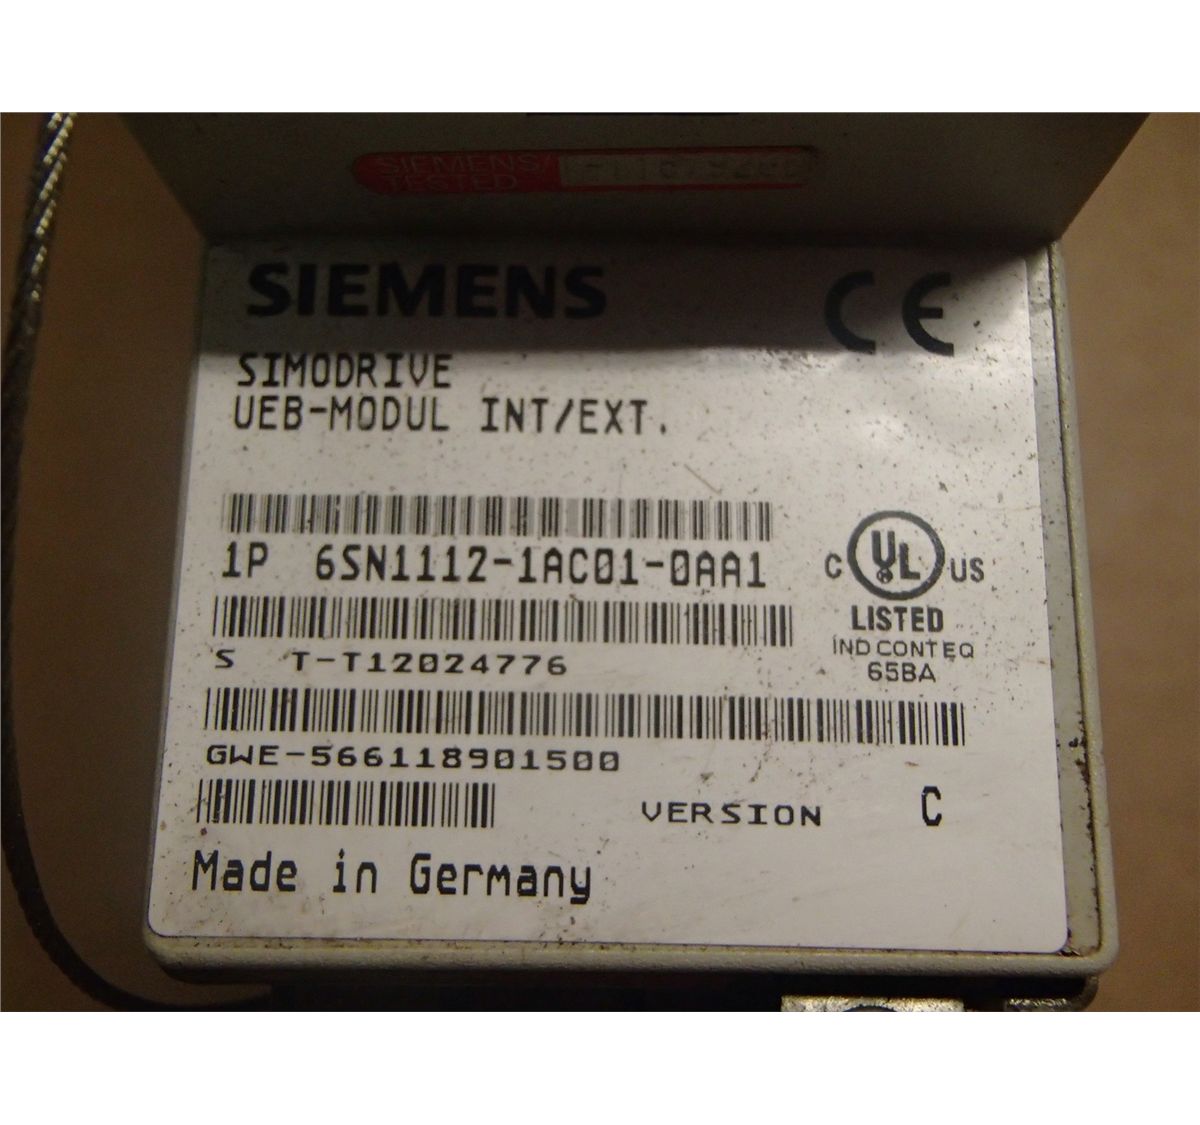 SIEMENS/
TESTED
SIEMENS
CE
SIMODRIVE
UEB-MODUL INT/EXT.
1P 6SN1112-1AC01-0AA1
C UL US
LISTED
IND CONT EQ
65BA
S T-T12024776
GWE-566118901500
VERSION C
Made in Germany